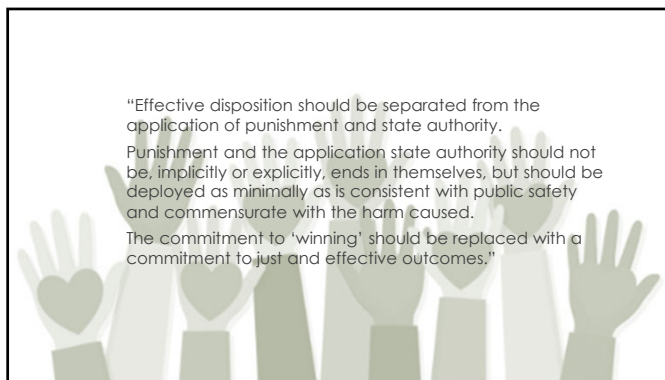 “Effective disposition should be separated from the
application of punishment and state authority.
Punishment and the application state authority should not
be, implicitly or explicitly, ends in themselves, but should be
deployed as minimally as is consistent with public safety
and commensurate with the harm caused.
The commitment to ‘winning’ should be replaced with a
commitment to just and effective outcomes.”